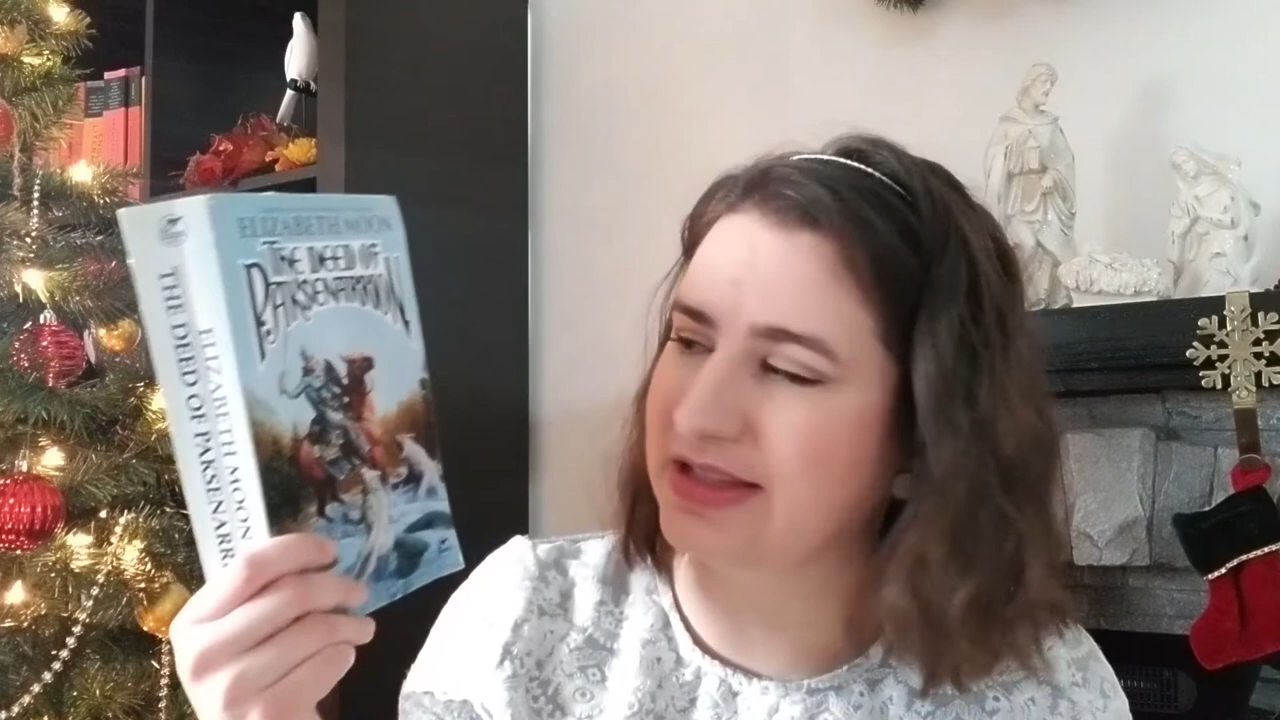 ELIZABETH MOON
THE DEED OF
PAKSENARRION
ELIZABETH MOON
THE DEED OF PAKSENARR